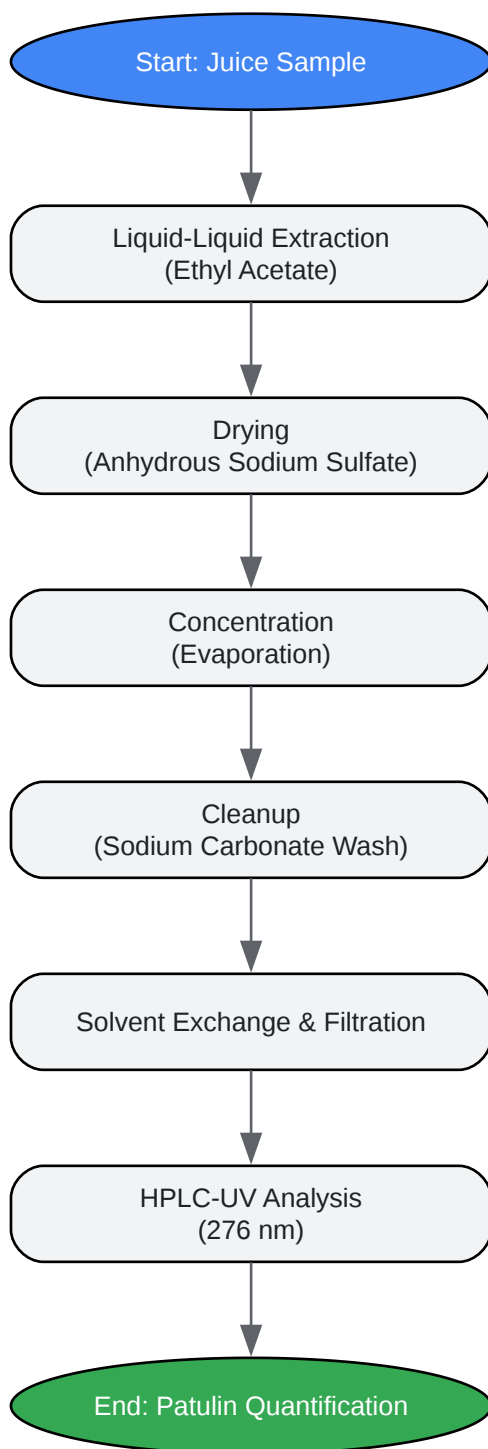 Start: Juice Sample
Liquid-Liquid Extraction
(Ethyl Acetate)
Drying
(Anhydrous Sodium Sulfate)
Concentration
(Evaporation)
Cleanup
(Sodium Carbonate Wash)
Solvent Exchange & Filtration
HPLC-UV Analysis
(276 nm)
End: Patulin Quantification